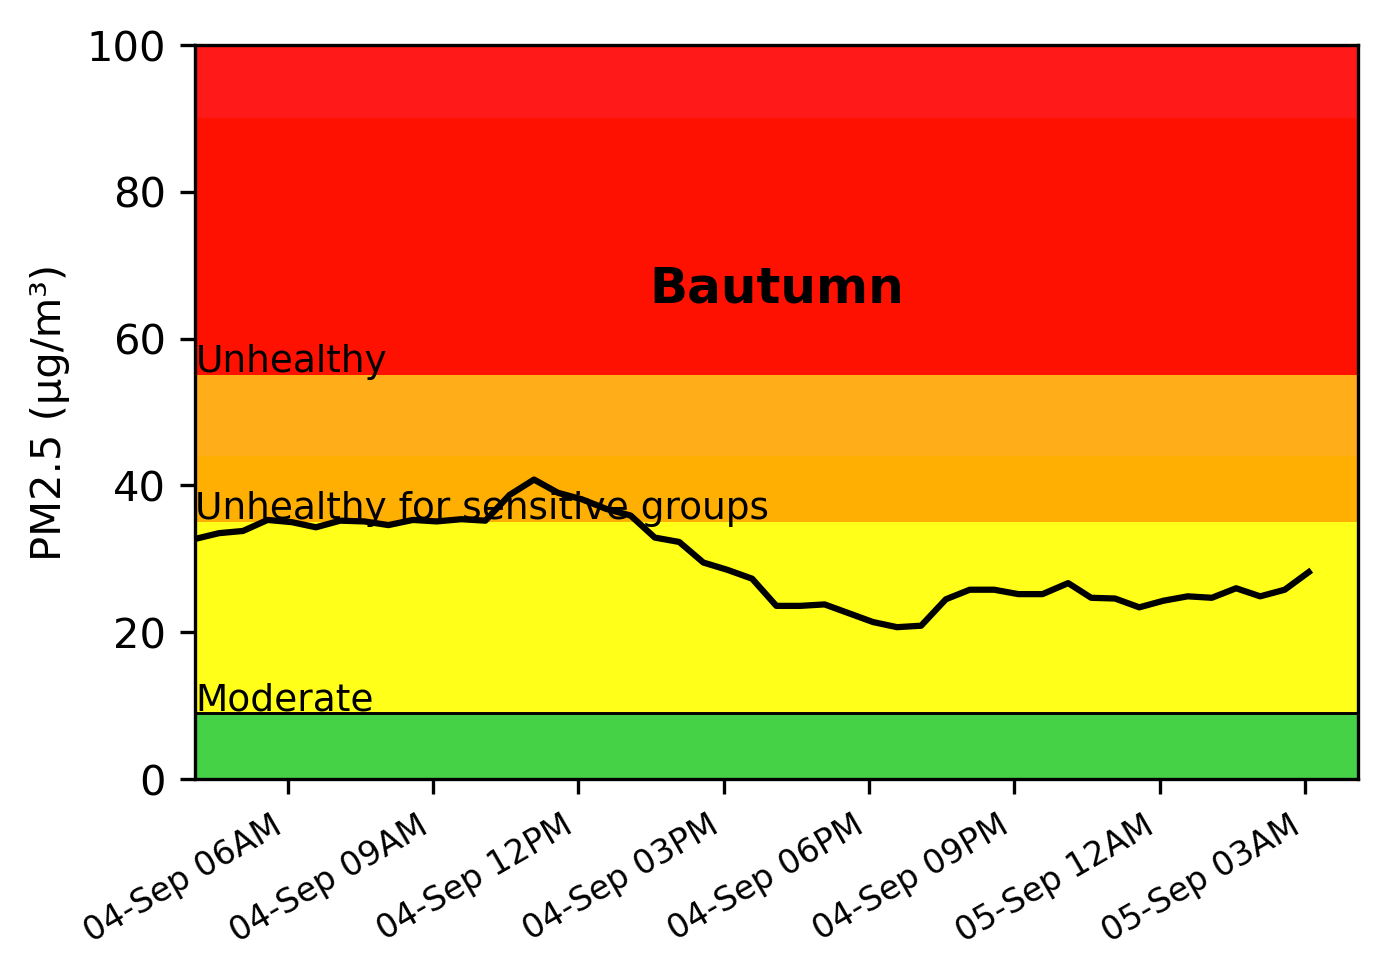 100
80
60
40
20
0
PM2.5 (µg/m³)
Bautumn
Unhealthy
Unhealthy for sensitive groups
Moderate
04-Sep 06AM
04-Sep 09AM
04-Sep 12PM
04-Sep 03PM
04-Sep 06PM
04-Sep 09PM
05-Sep 12AM
05-Sep 03AM